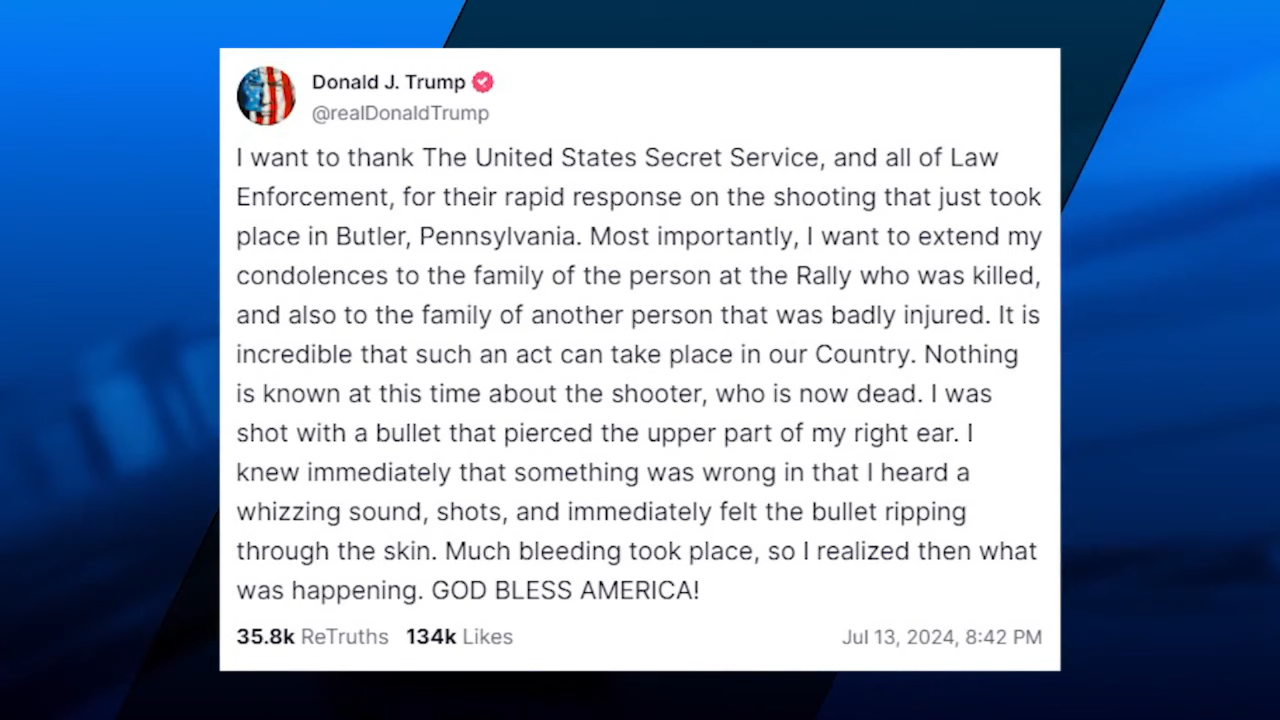 Donald J. Trump
@realDonaldTrump
I want to thank The United States Secret Service, and all of Law
Enforcement, for their rapid response on the shooting that just took
place in Butler, Pennsylvania. Most importantly, I want to extend my
condolences to the family of the person at the Rally who was killed,
and also to the family of another person that was badly injured. It is
incredible that such an act can take place in our Country. Nothing
is known at this time about the shooter, who is now dead. I was
shot with a bullet that pierced the upper part of my right ear. I
knew immediately that something was wrong in that I heard a
whizzing sound, shots, and immediately felt the bullet ripping
through the skin. Much bleeding took place, so I realized then what
was happening. GOD BLESS AMERICA!
35.8k ReTruths 134k Likes Jul 13, 2024, 8:42 PM